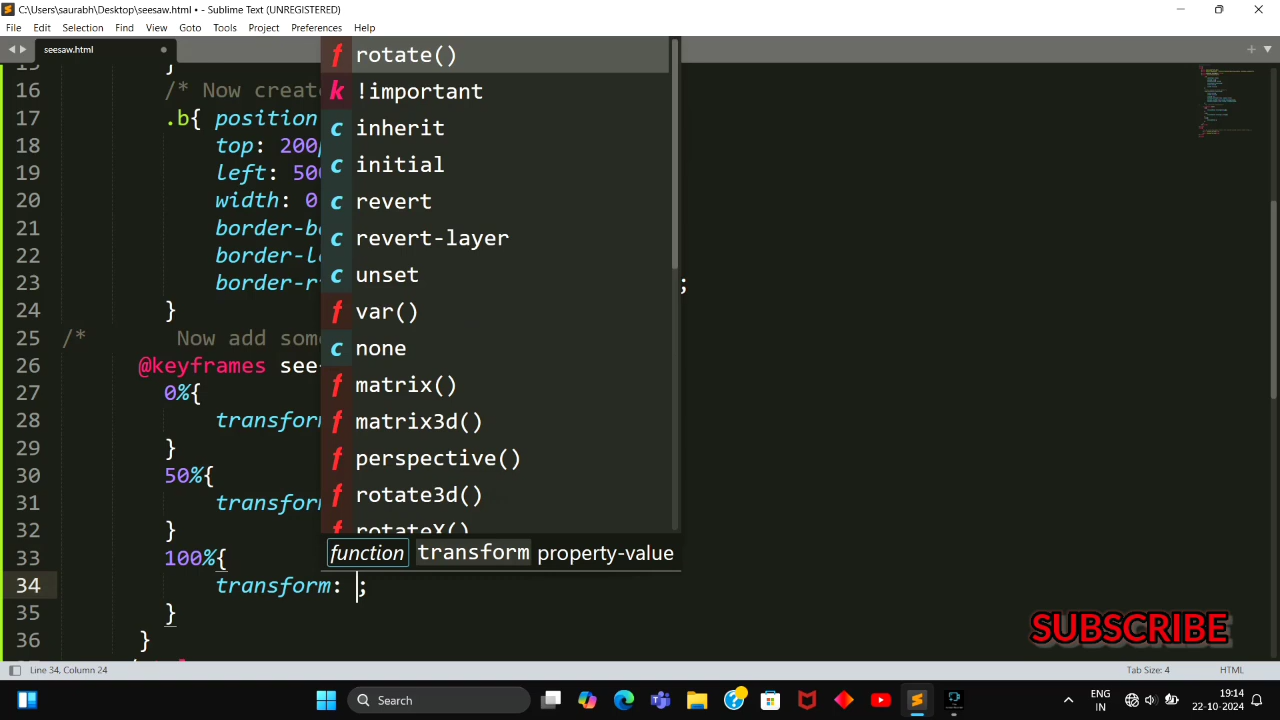 C:\Users\saurabh\Desktop\seesaw.html • - Sublime Text (UNREGISTERED)
File Edit Selection Find View Goto Tools Project Preferences Help
seesaw.html
15 }
16 /* Now create
17 .b{ position
18 top: 200
19 left: 500
20 width: 0
21 border-b
22 border-l
23 border-r ;
24 }
25 /* Now add some
26 @keyframes see
27 0%{
28 transform
29 }
30 50%{
31 transform
32 }
33 100%{
34 transform: ;
35 }
36 }
f rotate()
k !important
c inherit
c initial
c revert
c revert-layer
c unset
f var()
c none
f matrix()
f matrix3d()
f perspective()
f rotate3d()
f rotateX()
function transform property-value
SUBSCRIBE
Line 34, Column 24 Tab Size: 4 HTML
Search ENG 19:14
IN 22-10-2024